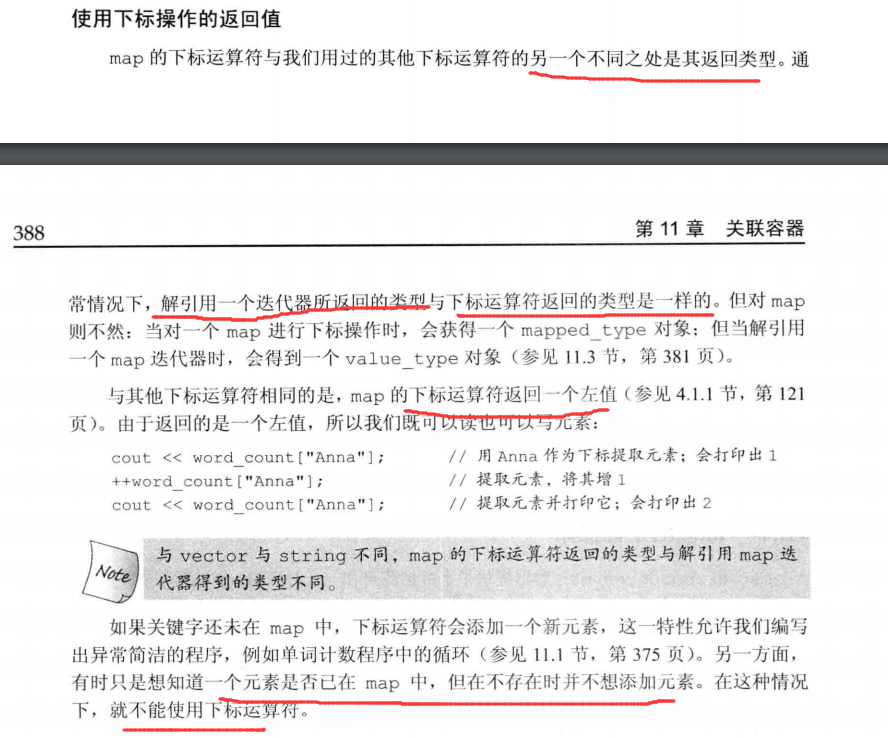 使用下标操作的返回值
map 的下标运算符与我们用过的其他下标运算符的另一个不同之处是其返回类型。通
388
第 11 章 关联容器
常情况下，解引用一个迭代器所返回的类型与下标运算符返回的类型是一样的。但对 map
则不然：当对一个 map 进行下标操作时，会获得一个 mapped_type 对象；但当解引用
一个 map 迭代器时，会得到一个 value_type 对象（参见 11.3 节，第 381 页）。
与其他下标运算符相同的是，map 的下标运算符返回一个左值（参见 4.1.1 节，第 121
页）。由于返回的是一个左值，所以我们既可以读也可以写元素：
cout << word_count["Anna"]; // 用 Anna 作为下标提取元素；会打印出 1
++word_count["Anna"]; // 提取元素，将其增 1
cout << word_count["Anna"]; // 提取元素并打印它；会打印出 2
Note
与 vector 与 string 不同，map 的下标运算符返回的类型与解引用 map 迭
代器得到的类型不同。
如果关键字还未在 map 中，下标运算符会添加一个新元素，这一特性允许我们编写
出异常简洁的程序，例如单词计数程序中的循环（参见 11.1 节，第 375 页）。另一方面，
有时只是想知道一个元素是否已在 map 中，但在不存在时并不想添加元素。在这种情况
下，就不能使用下标运算符。